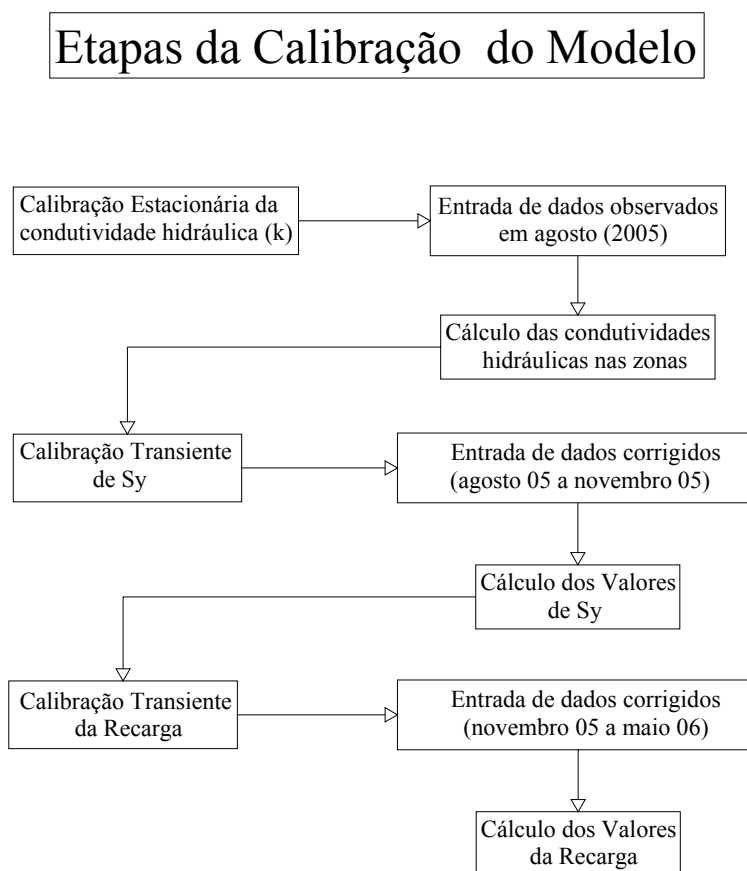 Etapas da Calibração do Modelo
Calibração Estacionária da
condutividade hidráulica (k)
Entrada de dados observados
em agosto (2005)
Cálculo das condutividades
hidráulicas nas zonas
Calibração Transiente
de Sy
Entrada de dados corrigidos
(agosto 05 a novembro 05)
Cálculo dos Valores
de Sy
Calibração Transiente
da Recarga
Entrada de dados corrigidos
(novembro 05 a maio 06)
Cálculo dos Valores
da Recarga